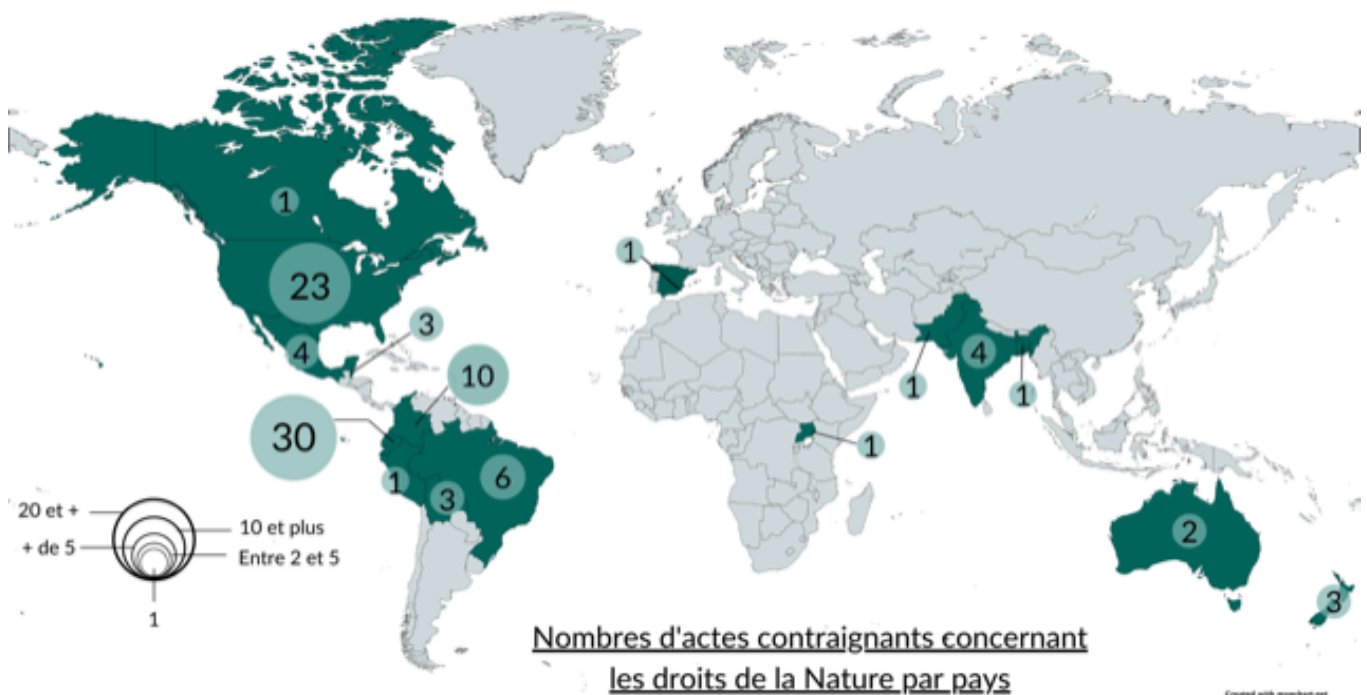 1
23
4
3
10
30
1
3
6
1
1
4
1
1
2
3
20 et +
10 et plus
+ de 5
Entre 2 et 5
1
Nombres d'actes contraignants concernant
les droits de la Nature par pays